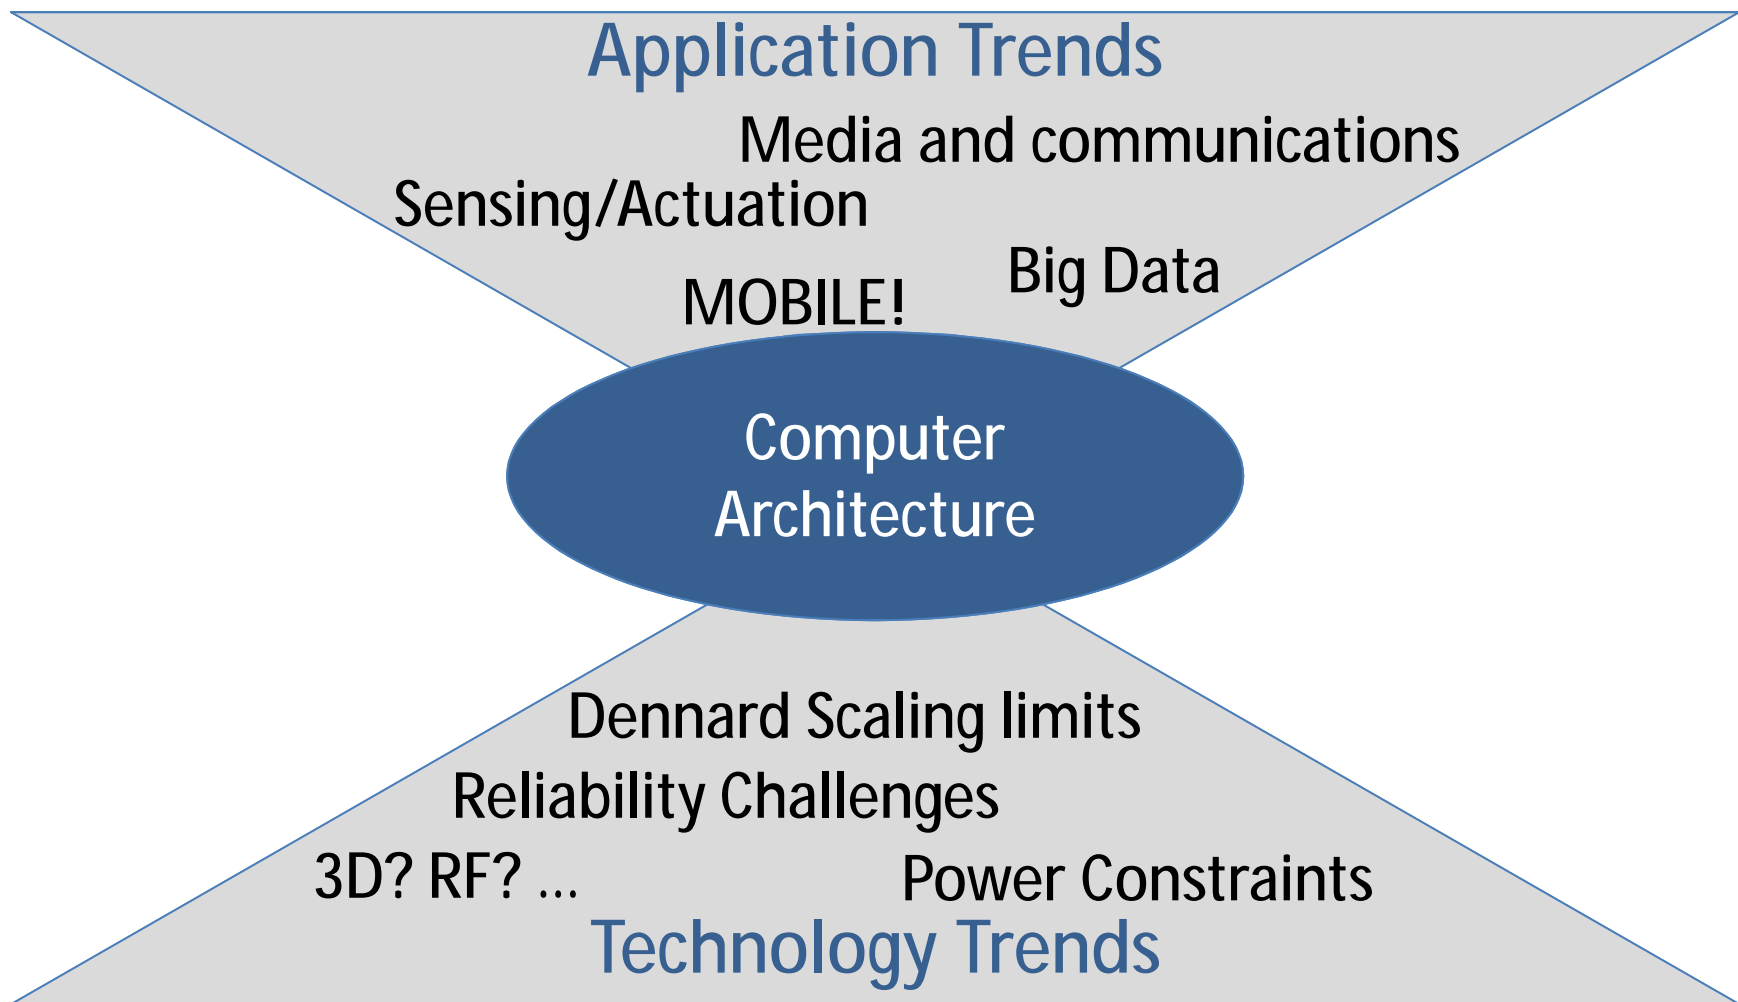 Application Trends
Media and communications
Sensing/Actuation
Big Data
MOBILE!
Computer
Architecture
Dennard Scaling limits
Reliability Challenges
3D? RF? ...
Power Constraints
Technology Trends